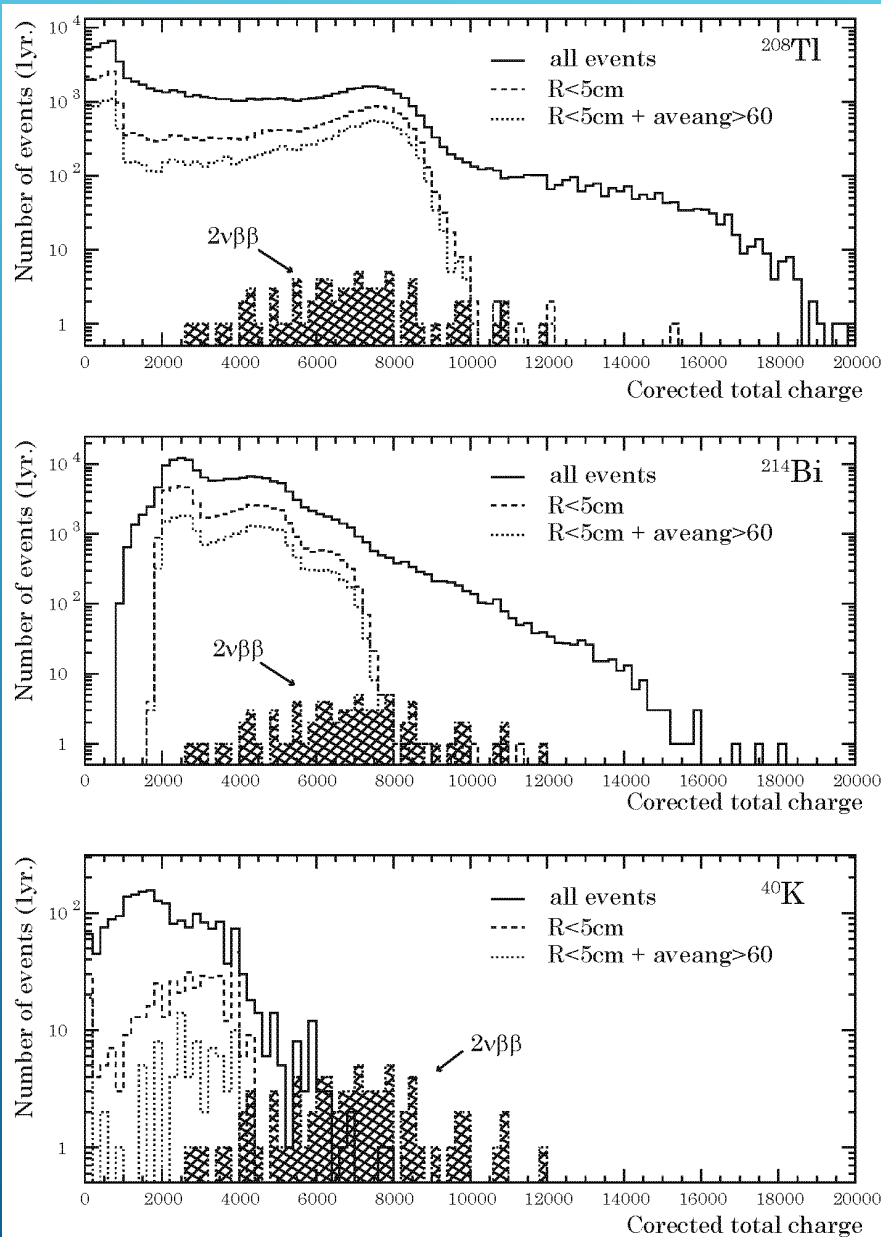 Number of events (1yr.)
10^4
10^3
10^2
10
1
all events
R<5cm
R<5cm + aveang>60
^208Tl
2νββ
0 2000 4000 6000 8000 10000 12000 14000 16000 18000 20000
Corected total charge
Number of events (1yr.)
10^4
10^3
10^2
10
1
all events
R<5cm
R<5cm + aveang>60
^214Bi
2νββ
0 2000 4000 6000 8000 10000 12000 14000 16000 18000 20000
Corected total charge
Number of events (1yr.)
10^2
10
1
all events
R<5cm
R<5cm + aveang>60
^40K
2νββ
0 2000 4000 6000 8000 10000 12000 14000 16000 18000 20000
Corected total charge